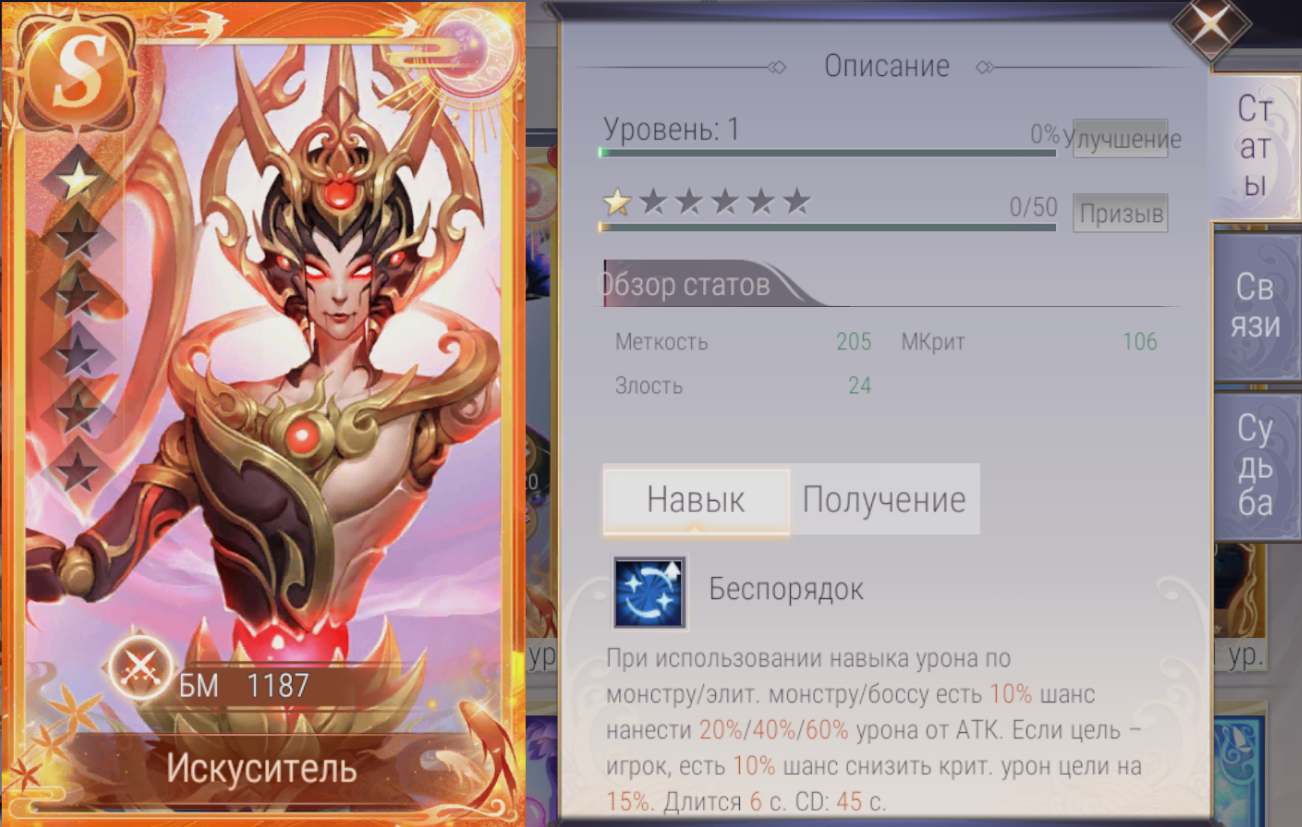 S
БМ 1187
Искуситель
Описание
Уровень: 1
0%
Улучшение
0/50
Призыв
Обзор статов
Меткость 205 МКрит 106
Злость 24
Навык Получение
Беспорядок
При использовании навыка урона по
монстру/элит. монстру/боссу есть 10% шанс
нанести 20%/40%/60% урона от АТК. Если цель –
игрок, есть 10% шанс снизить крит. урон цели на
15%. Длится 6 с. CD: 45 с.
Ст
ат
ы
Св
язи
Су
дь
ба
ур
ур.